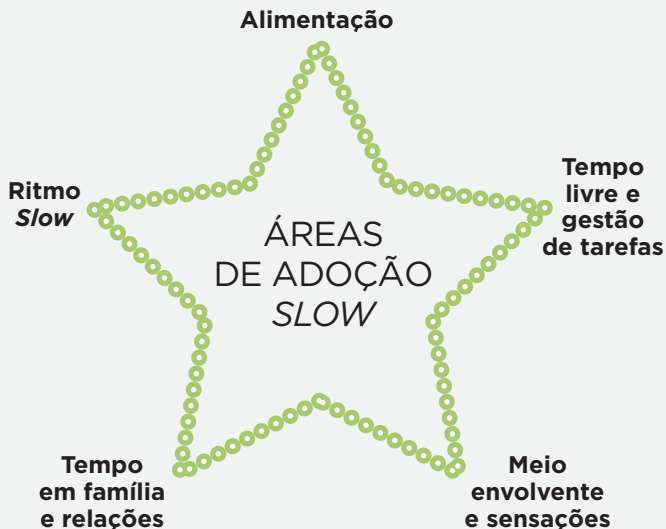 Alimentação
Ritmo
Slow
Tempo
livre e
gestão
de tarefas
ÁREAS
DE ADOÇÃO
SLOW
Tempo
em família
e relações
Meio
envolvente
e sensações